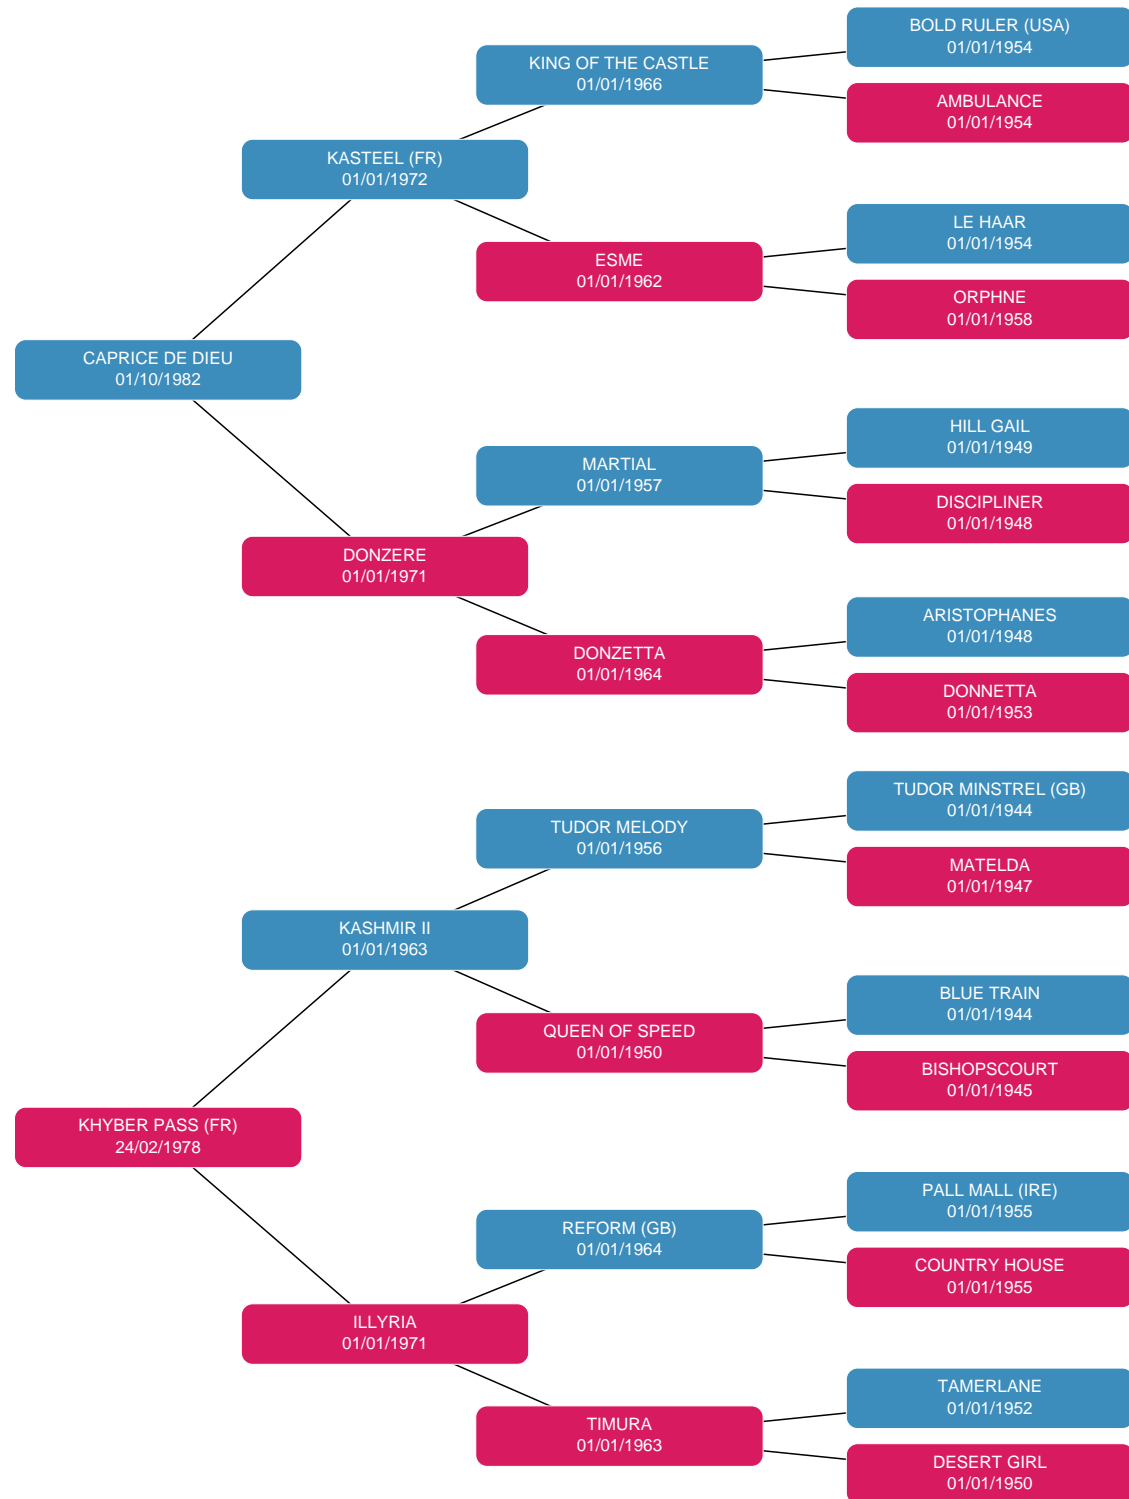 BOLD RULER (USA)
01/01/1954
KING OF THE CASTLE
01/01/1966
AMBULANCE
01/01/1954
KASTEEL (FR)
01/01/1972
LE HAAR
01/01/1954
ESME
01/01/1962
ORPHNE
01/01/1958
CAPRICE DE DIEU
01/10/1982
HILL GAIL
01/01/1949
MARTIAL
01/01/1957
DISCIPLINER
01/01/1948
DONZERE
01/01/1971
ARISTOPHANES
01/01/1948
DONZETTA
01/01/1964
DONNETTA
01/01/1953
TUDOR MINSTREL (GB)
01/01/1944
TUDOR MELODY
01/01/1956
MATELDA
01/01/1947
KASHMIR II
01/01/1963
BLUE TRAIN
01/01/1944
QUEEN OF SPEED
01/01/1950
BISHOPSCOURT
01/01/1945
KHYBER PASS (FR)
24/02/1978
PALL MALL (IRE)
01/01/1955
REFORM (GB)
01/01/1964
COUNTRY HOUSE
01/01/1955
ILLYRIA
01/01/1971
TAMERLANE
01/01/1952
TIMURA
01/01/1963
DESERT GIRL
01/01/1950